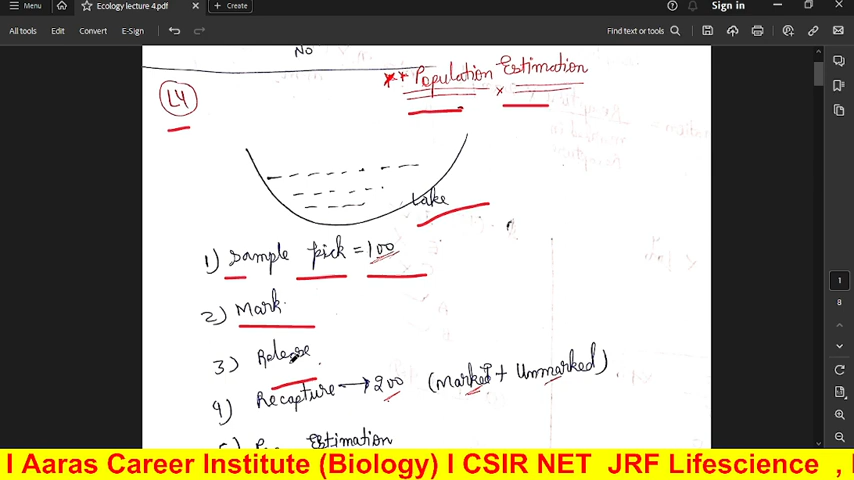 Ecology lecture 4.pdf
Create
Sign in
All tools
Edit
Convert
E-Sign
Find text or tools
No
L4
** Population Estimation
Lake
1) Sample pick = 100
2) Mark
3) Release
4) Recapture → 200 (Marked + Unmarked)
Estimation
1
8
I Aaras Career Institute (Biology) I CSIR NET JRF Lifescience ,